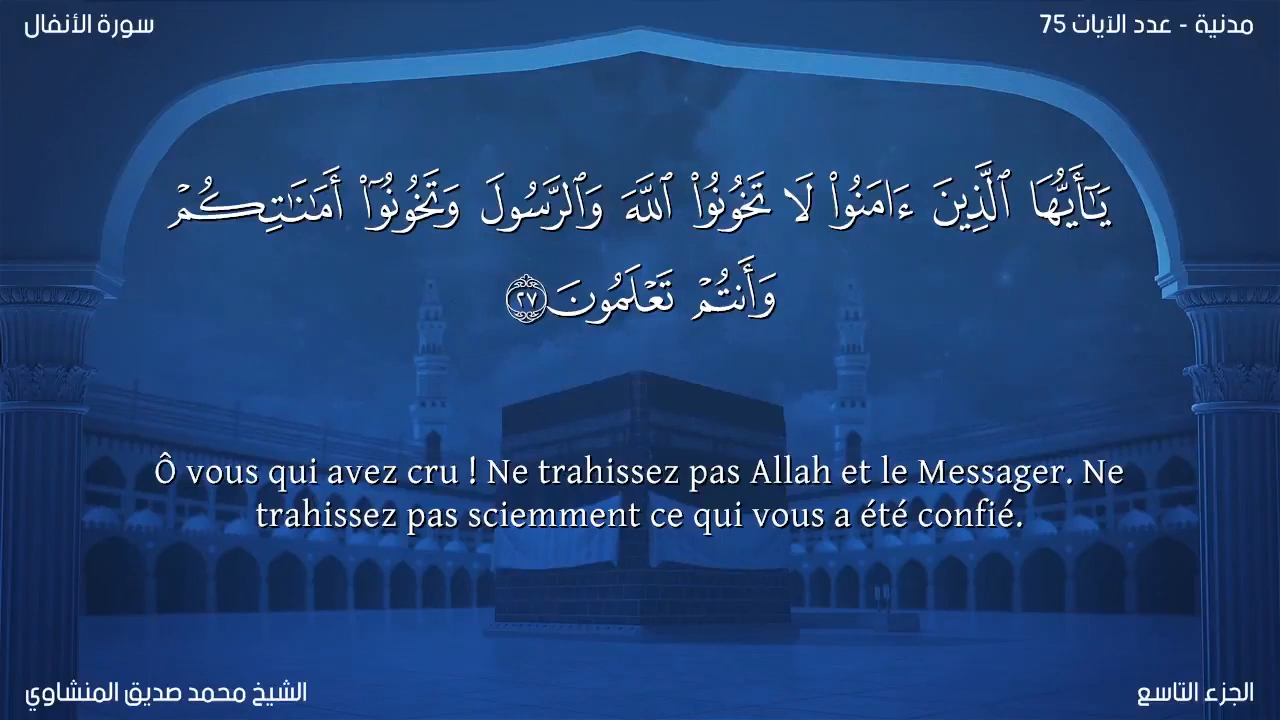 سورة الأنفال
مدنية - عدد الآيات 75
يَـٰٓأَيُّهَا ٱلَّذِينَ ءَامَنُوا۟ لَا تَخُونُوا۟ ٱللَّهَ وَٱلرَّسُولَ وَتَخُونُوٓا۟ أَمَـٰنَـٰتِكُمْ
وَأَنتُمْ تَعْلَمُونَ ٢٧
Ô vous qui avez cru ! Ne trahissez pas Allah et le Messager. Ne
trahissez pas sciemment ce qui vous a été confié.
الشيخ محمد صديق المنشاوي
الجزء التاسع